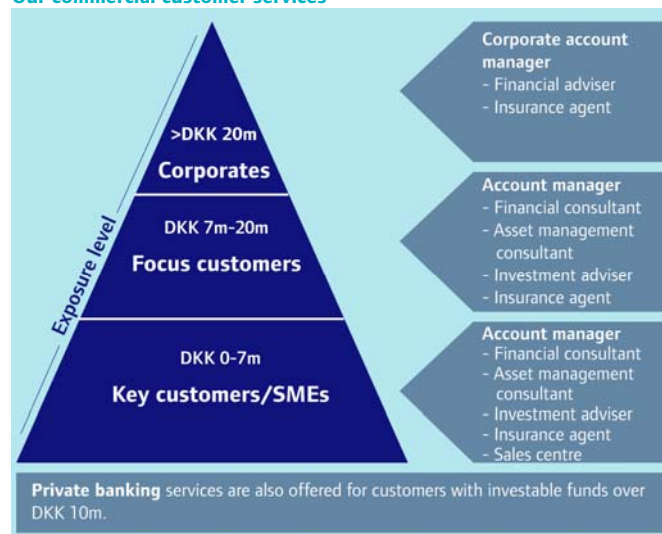 Our commercial customer services
>DKK 20m
Corporates
DKK 7m-20m
Focus customers
DKK 0-7m
Key customers/SMEs
Exposure level
Corporate account
manager
- Financial adviser
- Insurance agent
Account manager
- Financial consultant
- Asset management
consultant
- Investment adviser
- Insurance agent
Account manager
- Financial consultant
- Asset management
consultant
- Investment adviser
- Insurance agent
- Sales centre
Private banking services are also offered for customers with investable funds over
DKK 10m.